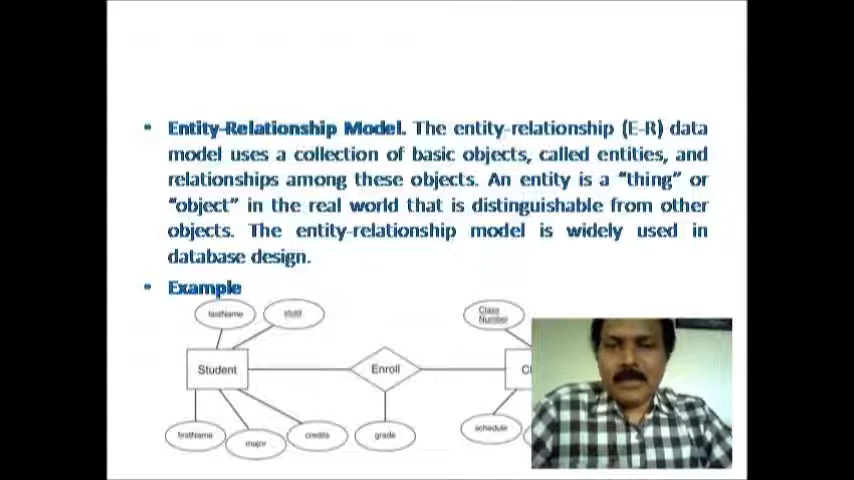 Entity-Relationship Model. The entity-relationship (E-R) data
model uses a collection of basic objects, called entities, and
relationships among these objects. An entity is a “thing” or
“object” in the real world that is distinguishable from other
objects. The entity-relationship model is widely used in
database design.
Example
lastName
stuId
Class
Number
Student
Enroll
Cl
firstName
major
credits
grade
schedule